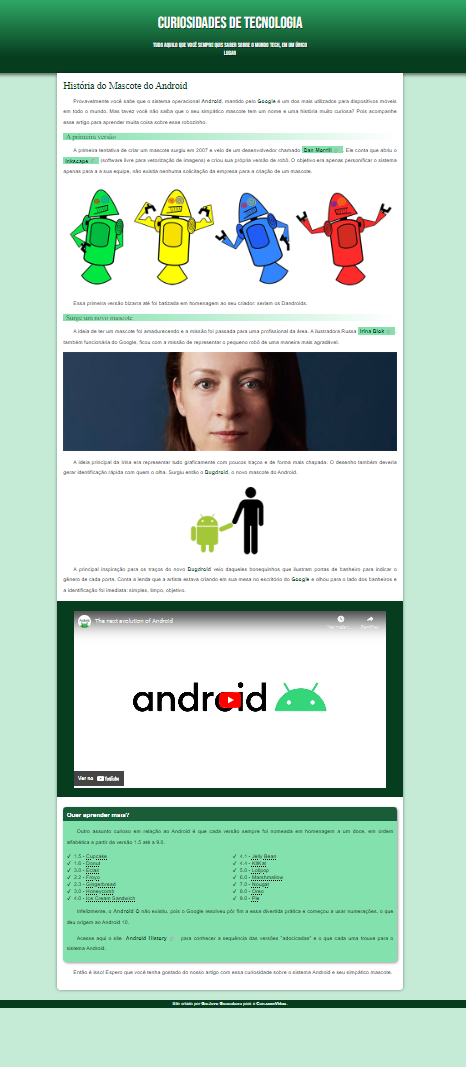 CURIOSIDADES DE TECNOLOGIA
TUDO AQUILO QUE VOCÊ SEMPRE QUIS SABER SOBRE O MUNDO TECH, EM UM ÚNICO
LUGAR
História do Mascote do Android
Provavelmente você sabe que o sistema operacional Android, mantido pelo Google é um dos mais utilizados para dispositivos móveis
em todo o mundo. Mas talvez você não saiba que o seu simpático mascote tem um nome e uma história muito curiosa? Pois acompanhe
esse artigo para aprender muita coisa sobre esse robozinho.
A primeira versão
A primeira tentativa de criar um mascote surgiu em 2007 e veio de um desenvolvedor chamado Dan Morrill. Ele conta que abriu o
Inkscape (software livre para vetorização de imagens) e criou sua própria versão de robô. O objetivo era apenas personificar o sistema
apenas para a sua equipe, não existia nenhuma solicitação da empresa para a criação de um mascote.
Essa primeira versão bizarra até foi batizada em homenagem ao seu criador: seriam os Dandroids.
Surge um novo mascote
A ideia de ter um mascote foi amadurecendo e a missão foi passada para uma profissional da área. A ilustradora Russa Irina Blok,
também funcionária do Google, ficou com a missão de representar o pequeno robô de uma maneira mais agradável.
A ideia principal da Irina era representar tudo graficamente com poucos traços e de forma mais chapada. O desenho também deveria
gerar identificação rápida com quem o olha. Surgiu então o Bugdroid, o novo mascote do Android.
A principal inspiração para os traços do novo Bugdroid veio daqueles bonequinhos que ilustram portas de banheiro para indicar o
gênero de cada porta. Conta a lenda que a artista estava criando em sua mesa no escritório do Google e olhou para o lado dos banheiros e
a identificação foi imediata: simples, limpo, objetivo.
The next evolution of Android
android
Ver no YouTube
Quer aprender mais?
Outro assunto curioso em relação ao Android é que cada versão sempre foi nomeada em homenagem a um doce, em ordem
alfabética a partir da versão 1.5 até a 9.0.
✓ 1.5 - Cupcake
✓ 1.6 - Donut
✓ 2.0 - Eclair
✓ 2.2 - Froyo
✓ 2.3 - Gingerbread
✓ 3.0 - Honeycomb
✓ 4.0 - Ice Cream Sandwich
✓ 4.1 - Jelly Bean
✓ 4.4 - KitKat
✓ 5.0 - Lolipop
✓ 6.0 - Marshmallow
✓ 7.0 - Nougat
✓ 8.0 - Oreo
✓ 9.0 - Pie
Infelizmente, o Android Q não existiu, pois o Google resolveu pôr fim a essa divertida prática e começou a usar numerações, o que
deu origem ao Android 10.
Acesse aqui o site Android History para conhecer a sequência das versões "adocicadas" e o que cada uma trouxe para o
sistema Android.
Então é isso! Espero que você tenha gostado do nosso artigo com essa curiosidade sobre o sistema Android e seu simpático mascote.